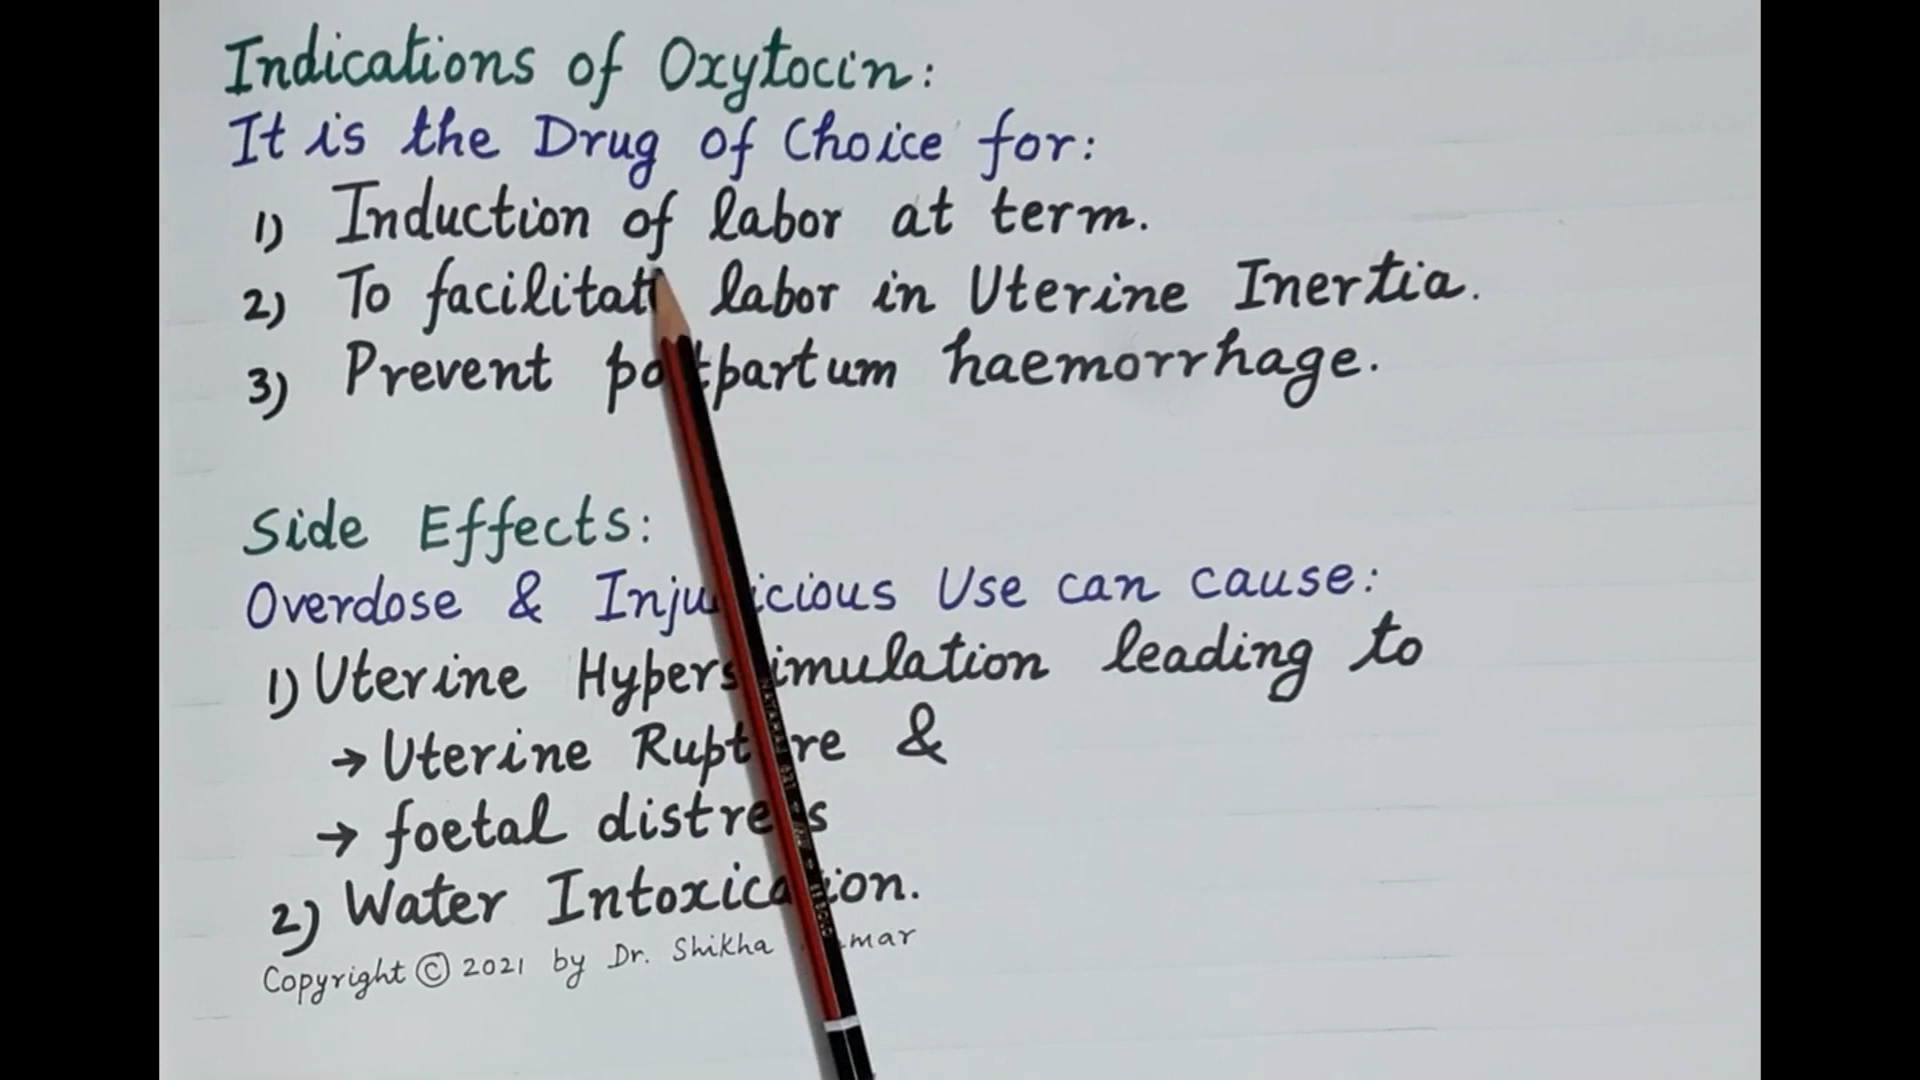 Indications of Oxytocin:
It is the Drug of Choice for:
1) Induction of labor at term.
2) To facilitate labor in Uterine Inertia.
3) Prevent postpartum haemorrhage.
Side Effects:
Overdose & Injudicious Use can cause:
1) Uterine Hyperstimulation leading to
→ Uterine Rupture &
→ foetal distress
2) Water Intoxication.
Copyright © 2021 by Dr. Shikha